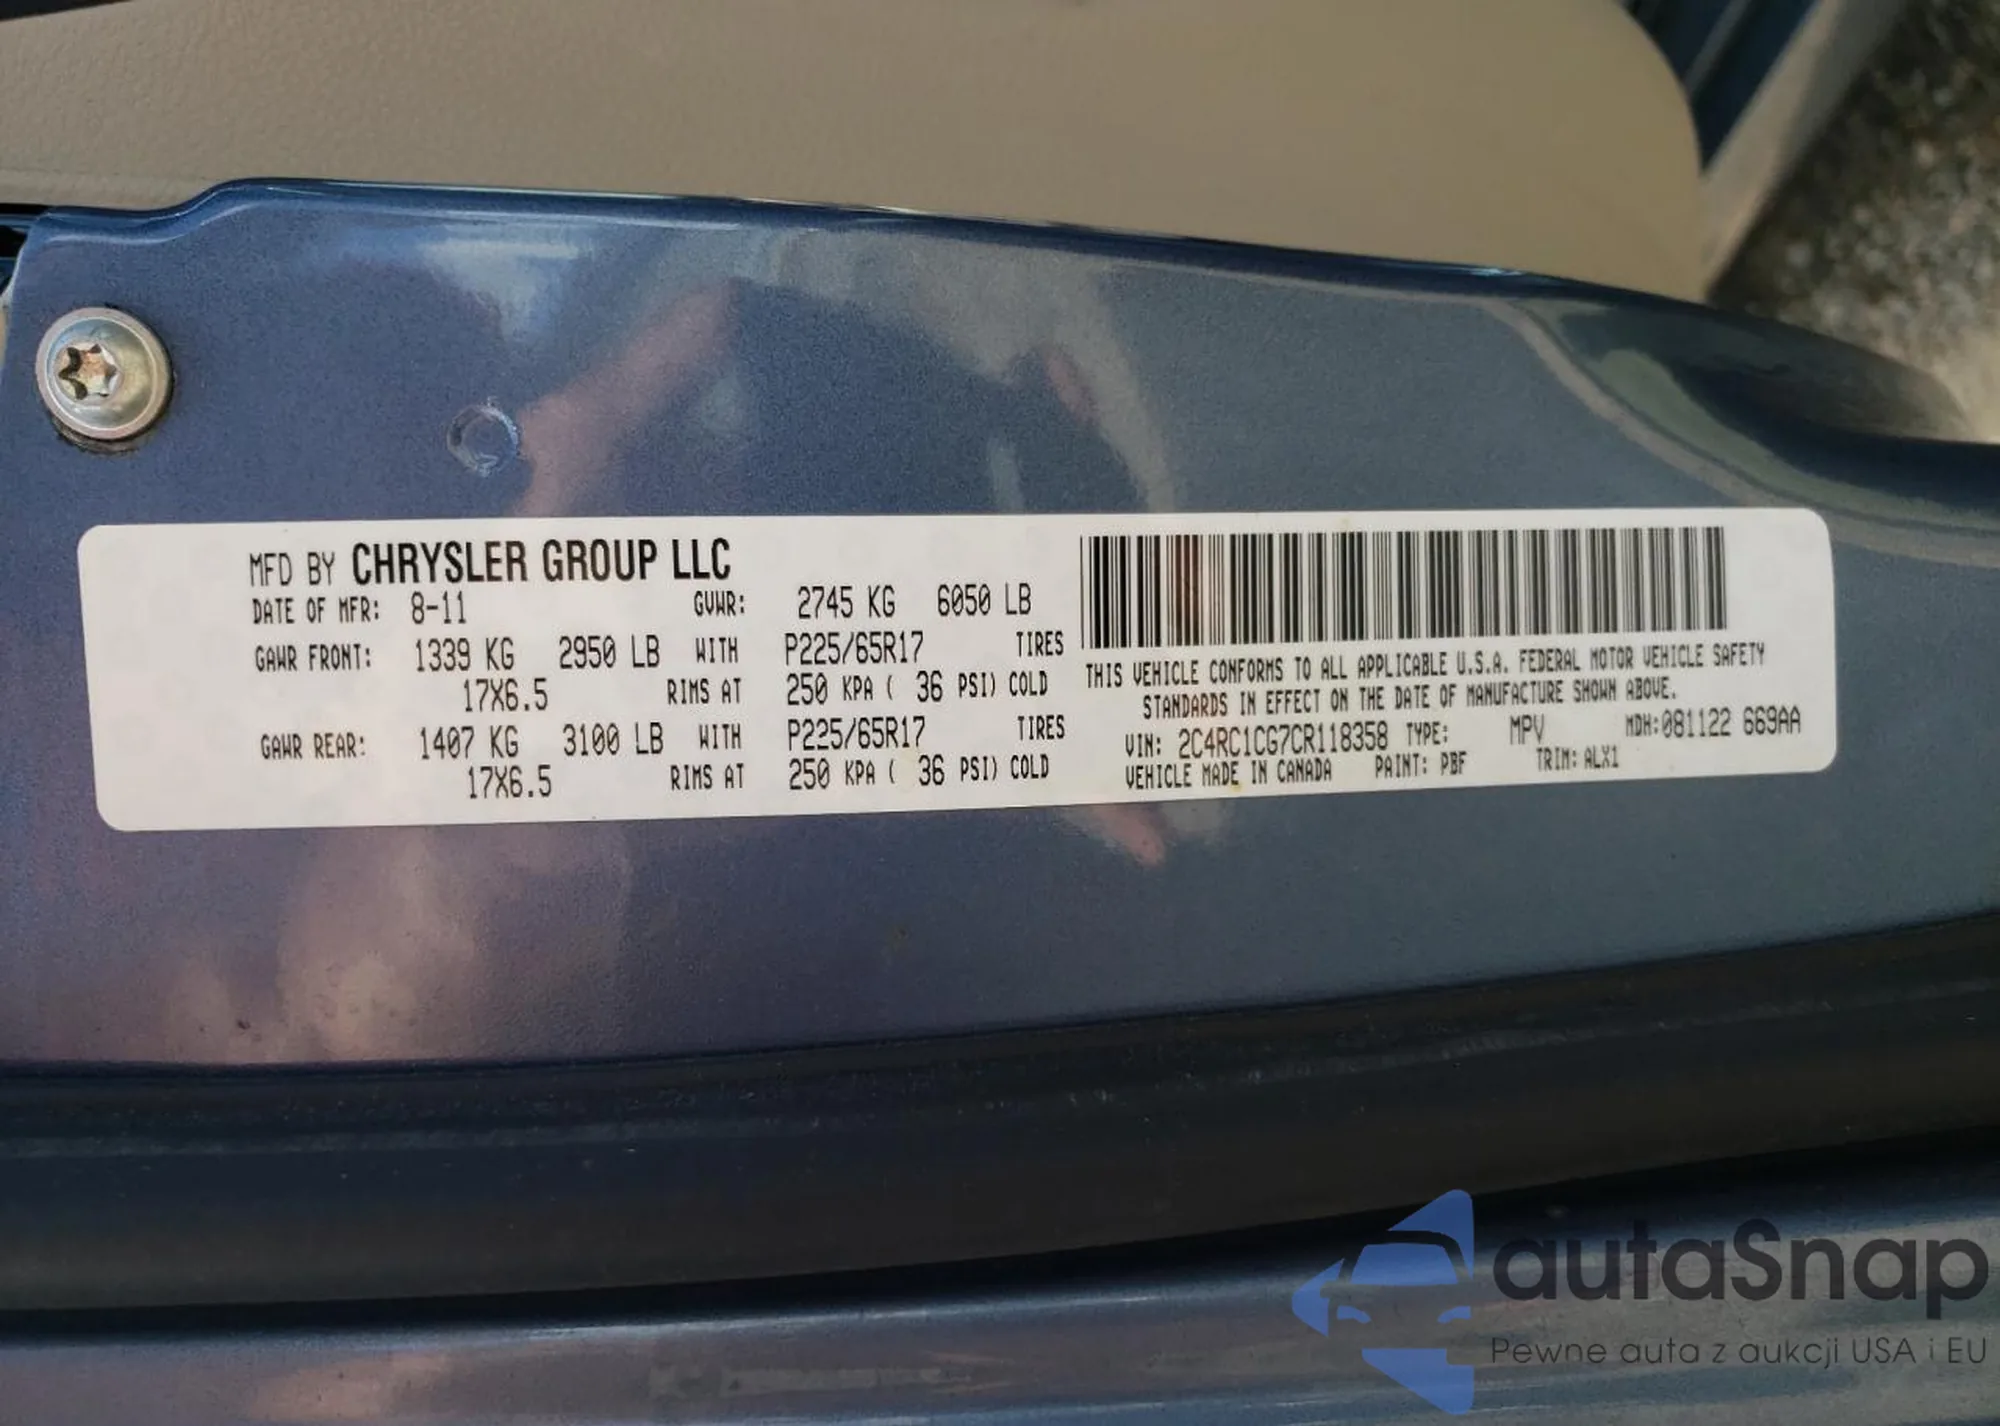 MFD BY CHRYSLER GROUP LLC
DATE OF MFR: 8-11 GVWR: 2745 KG 6050 LB
GAWR FRONT: 1339 KG 2950 LB WITH P225/65R17 TIRES
17X6.5 RIMS AT 250 KPA ( 36 PSI) COLD
GAWR REAR: 1407 KG 3100 LB WITH P225/65R17 TIRES
17X6.5 RIMS AT 250 KPA ( 36 PSI) COLD
THIS VEHICLE CONFORMS TO ALL APPLICABLE U.S.A. FEDERAL MOTOR VEHICLE SAFETY
STANDARDS IN EFFECT ON THE DATE OF MANUFACTURE SHOWN ABOVE.
VIN: 2C4RC1CG7CR118358 TYPE: MPV MDH:081122 669AA
VEHICLE MADE IN CANADA PAINT: PBF TRIM: ALX1
autaSnap
Pewne auta z aukcji USA i EU